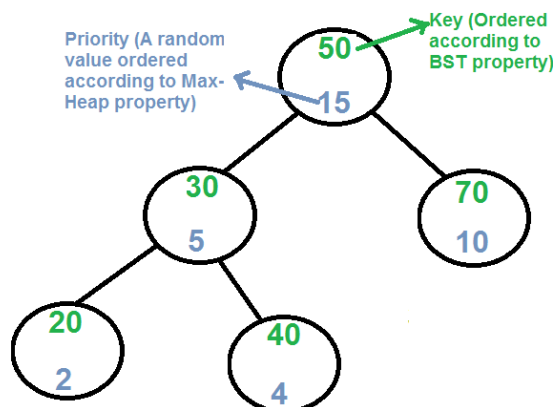 Priority (A random
value ordered
according to Max-
Heap property)
Key (Ordered
according to
BST property)
50
15
30
5
70
10
20
2
40
4